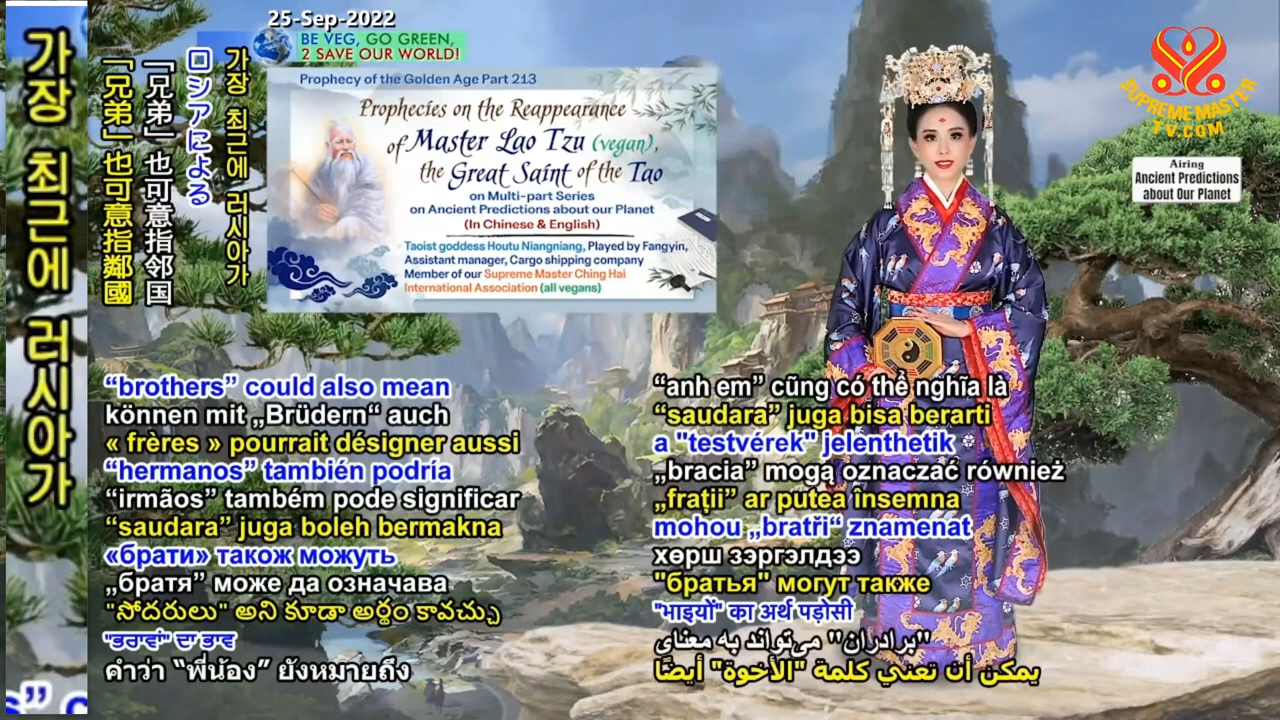 25-Sep-2022
BE VEG, GO GREEN,
2 SAVE OUR WORLD!
Prophecy of the Golden Age Part 213
Prophecies on the Reappearance
of Master Lao Tzu (vegan),
the Great Saint of the Tao
on Multi-part Series
on Ancient Predictions about our Planet
(In Chinese & English)
Taoist goddess Houtu Niangniang, Played by Fangyin,
Assistant manager, Cargo shipping company
Member of our Supreme Master Ching Hai
International Association (all vegans)
SUPREME MASTER
TV.COM
Airing
Ancient Predictions
about Our Planet
가장 최근에 러시아가
가장 최근에 러시아가
ロシアによる
「兄弟」也可意指邻国
「兄弟」也可意指鄰國
“brothers” could also mean
können mit „Brüdern“ auch
« frères » pourrait désigner aussi
“hermanos” también podría
“irmãos” também pode significar
“saudara” juga boleh bermakna
«брати» також можуть
„братя” може да означава
"సోదరులు" అని కూడా అర్థం కావచ్చు
"ਭਰਾਵਾਂ" ਦਾ ਭਾਵ
คำว่า “พี่น้อง” ยังหมายถึง
“anh em” cũng có thể nghĩa là
“saudara” juga bisa berarti
a "testvérek" jelenthetik
„bracia” mogą oznaczać również
„frații” ar putea însemna
mohou „bratři“ znamenat
хөрш зэргэлдээ
"братья" могут также
"भाइयों" का अर्थ पड़ोसी
"برادران" می‌تواند به معنای
يمكن أن تعني كلمة "الأخوة" أيضًا
s” c